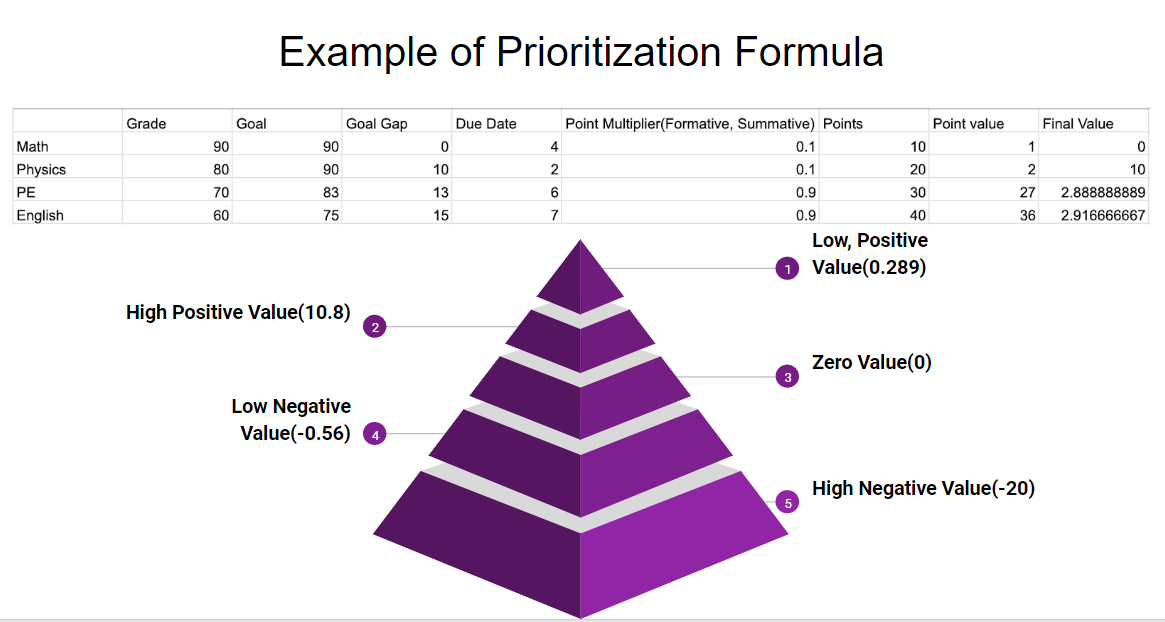 Example of Prioritization Formula
Grade Goal Goal Gap Due Date Point Multiplier(Formative, Summative) Points Point value Final Value
Math 90 90 0 4 0.1 10 1 0
Physics 80 90 10 2 0.1 20 2 10
PE 70 83 13 6 0.9 30 27 2.888888889
English 60 75 15 7 0.9 40 36 2.916666667
Low, Positive
1 Value(0.289)
High Positive Value(10.8) 2
Zero Value(0)
3
Low Negative
Value(-0.56) 4
High Negative Value(-20)
5